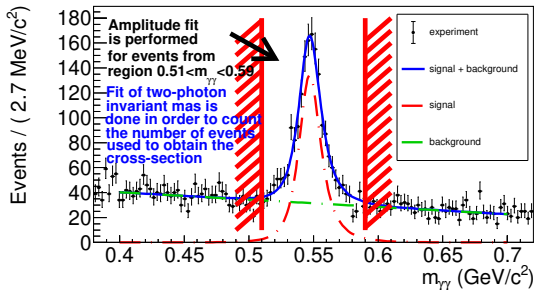 Events / ( 2.7 MeV/c²)
180
160
140
120
100
80
60
40
20
0
Amplitude fit
is performed
for events from
region 0.51<mγγ<0.59
Fit of two-photon
invariant mas is
done in order to count
the number of events
used to obtain the
cross-section
experiment
signal + background
signal
background
0.4 0.45 0.5 0.55 0.6 0.65 0.7
mγγ (GeV/c²)